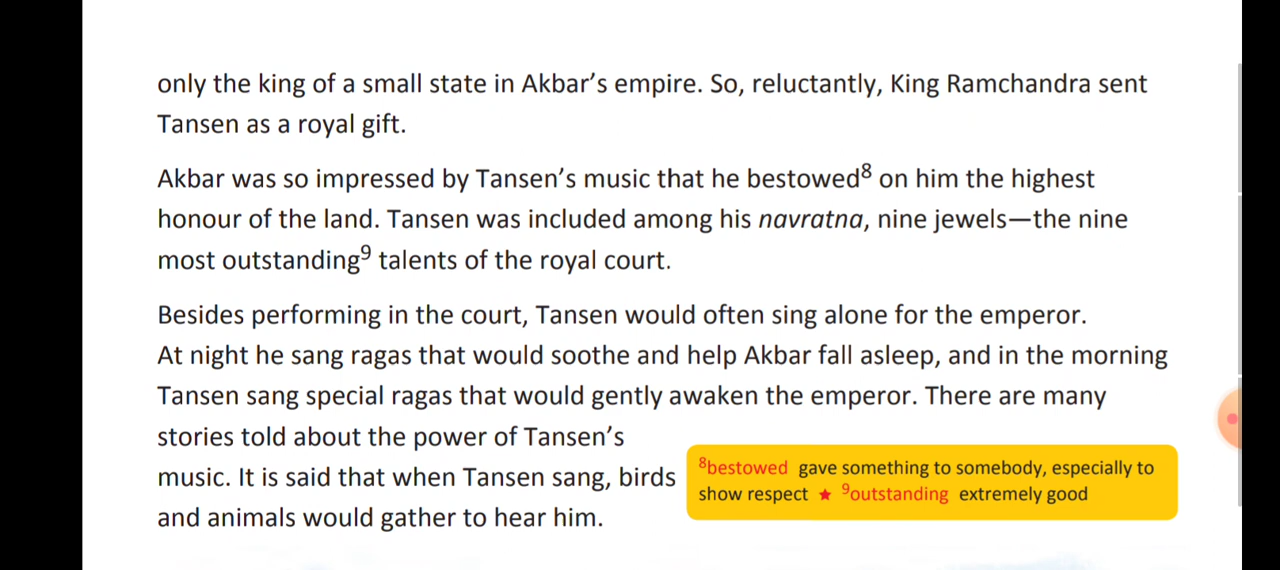 only the king of a small state in Akbar’s empire. So, reluctantly, King Ramchandra sent
Tansen as a royal gift.
Akbar was so impressed by Tansen’s music that he bestowed⁸ on him the highest
honour of the land. Tansen was included among his navratna, nine jewels—the nine
most outstanding⁹ talents of the royal court.
Besides performing in the court, Tansen would often sing alone for the emperor.
At night he sang ragas that would soothe and help Akbar fall asleep, and in the morning
Tansen sang special ragas that would gently awaken the emperor. There are many
stories told about the power of Tansen’s
music. It is said that when Tansen sang, birds
and animals would gather to hear him.
⁸bestowed gave something to somebody, especially to
show respect ★ ⁹outstanding extremely good